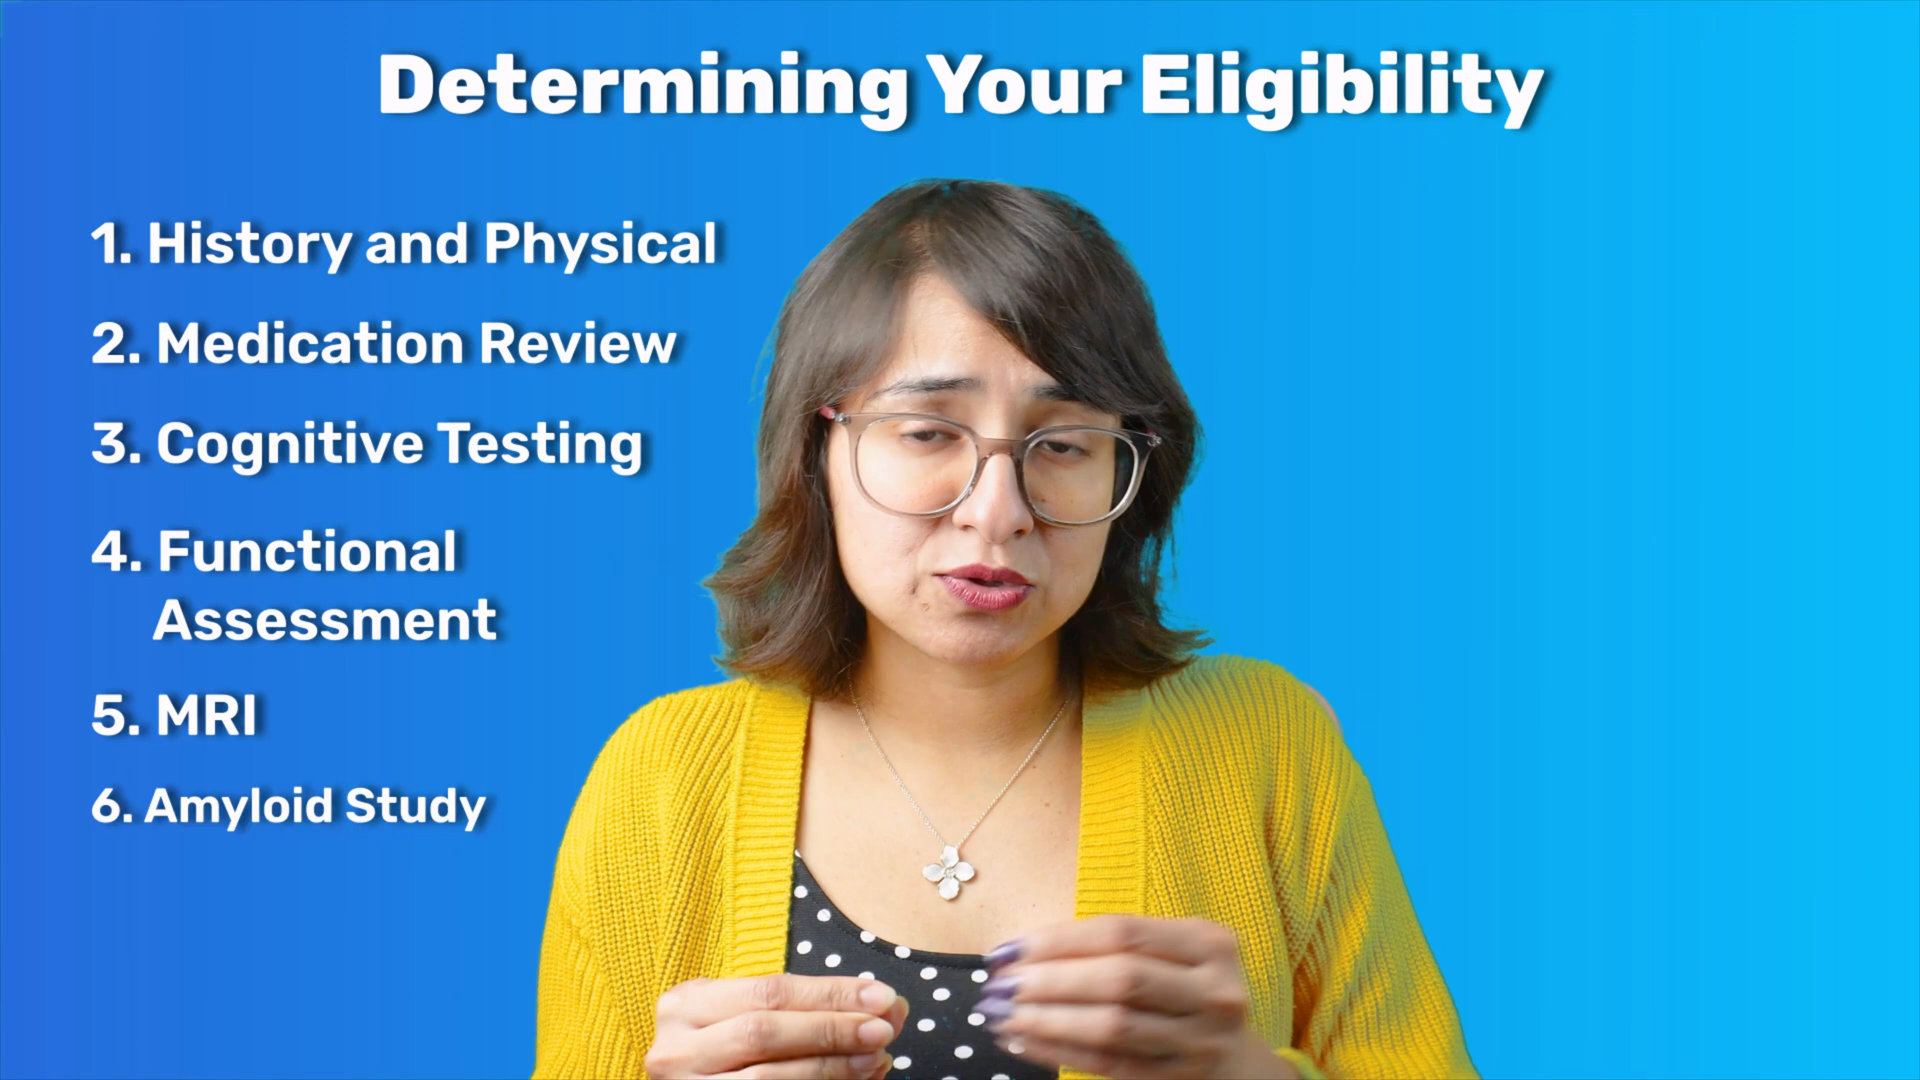 Determining Your Eligibility
1. History and Physical
2. Medication Review
3. Cognitive Testing
4. Functional
Assessment
5. MRI
6. Amyloid Study